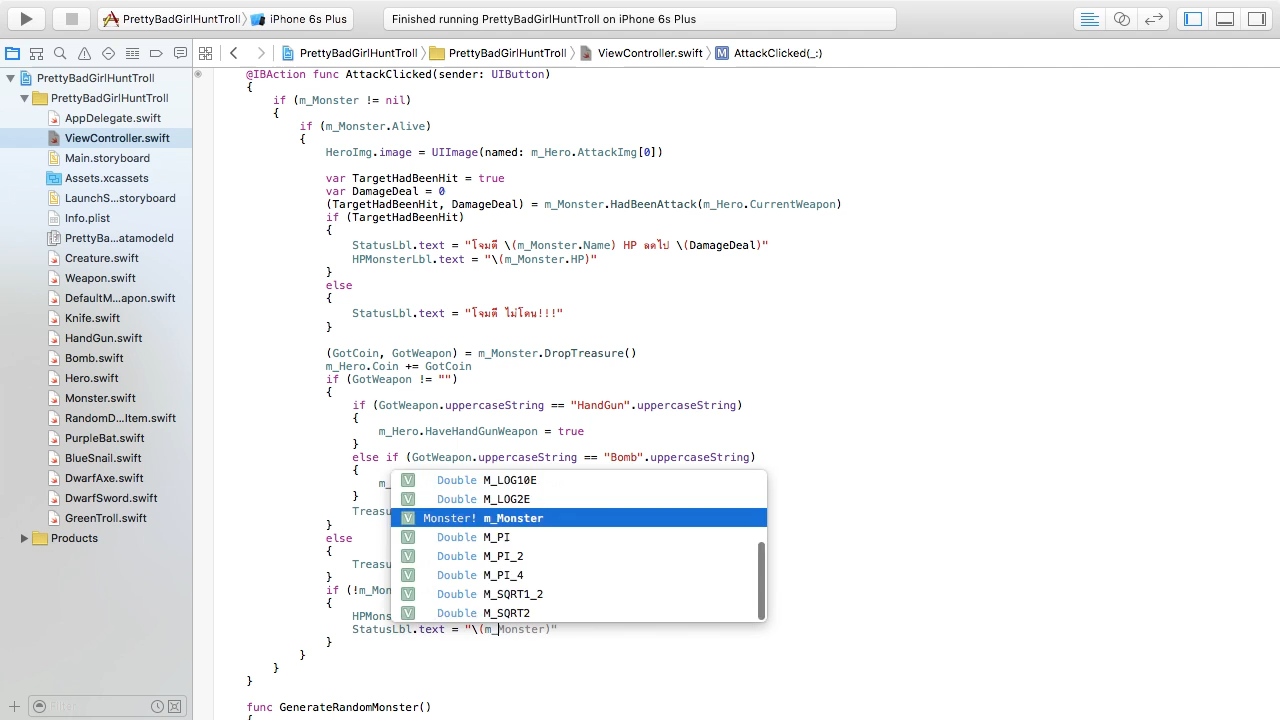 PrettyBadGirlHuntTroll
iPhone 6s Plus
Finished running PrettyBadGirlHuntTroll on iPhone 6s Plus
PrettyBadGirlHuntTroll
PrettyBadGirlHuntTroll
ViewController.swift
M AttackClicked(_:)
PrettyBadGirlHuntTroll
PrettyBadGirlHuntTroll
AppDelegate.swift
ViewController.swift
Main.storyboard
Assets.xcassets
LaunchS...storyboard
Info.plist
PrettyBa...atamodeld
Creature.swift
Weapon.swift
DefaultM...apon.swift
Knife.swift
HandGun.swift
Bomb.swift
Hero.swift
Monster.swift
RandomD...Item.swift
PurpleBat.swift
BlueSnail.swift
DwarfAxe.swift
DwarfSword.swift
GreenTroll.swift
Products
Filter
@IBAction func AttackClicked(sender: UIButton)
{
if (m_Monster != nil)
{
if (m_Monster.Alive)
{
HeroImg.image = UIImage(named: m_Hero.AttackImg[0])
var TargetHadBeenHit = true
var DamageDeal = 0
(TargetHadBeenHit, DamageDeal) = m_Monster.HadBeenAttack(m_Hero.CurrentWeapon)
if (TargetHadBeenHit)
{
StatusLbl.text = "โจมตี \(m_Monster.Name) HP ลดไป \(DamageDeal)"
HPMonsterLbl.text = "\(m_Monster.HP)"
}
else
{
StatusLbl.text = "โจมตี ไม่โดน!!!"
}
(GotCoin, GotWeapon) = m_Monster.DropTreasure()
m_Hero.Coin += GotCoin
if (GotWeapon != "")
{
if (GotWeapon.uppercaseString == "HandGun".uppercaseString)
{
m_Hero.HaveHandGunWeapon = true
}
else if (GotWeapon.uppercaseString == "Bomb".uppercaseString)
{
m_
}
Treasu
}
else
{
Treasu
}
if (!m_Mon
{
HPMons
StatusLbl.text = "\(m_Monster)"
}
}
}
}
func GenerateRandomMonster()
{
V Double M_LOG10E
V Double M_LOG2E
V Monster! m_Monster
V Double M_PI
V Double M_PI_2
V Double M_PI_4
V Double M_SQRT1_2
V Double M_SQRT2